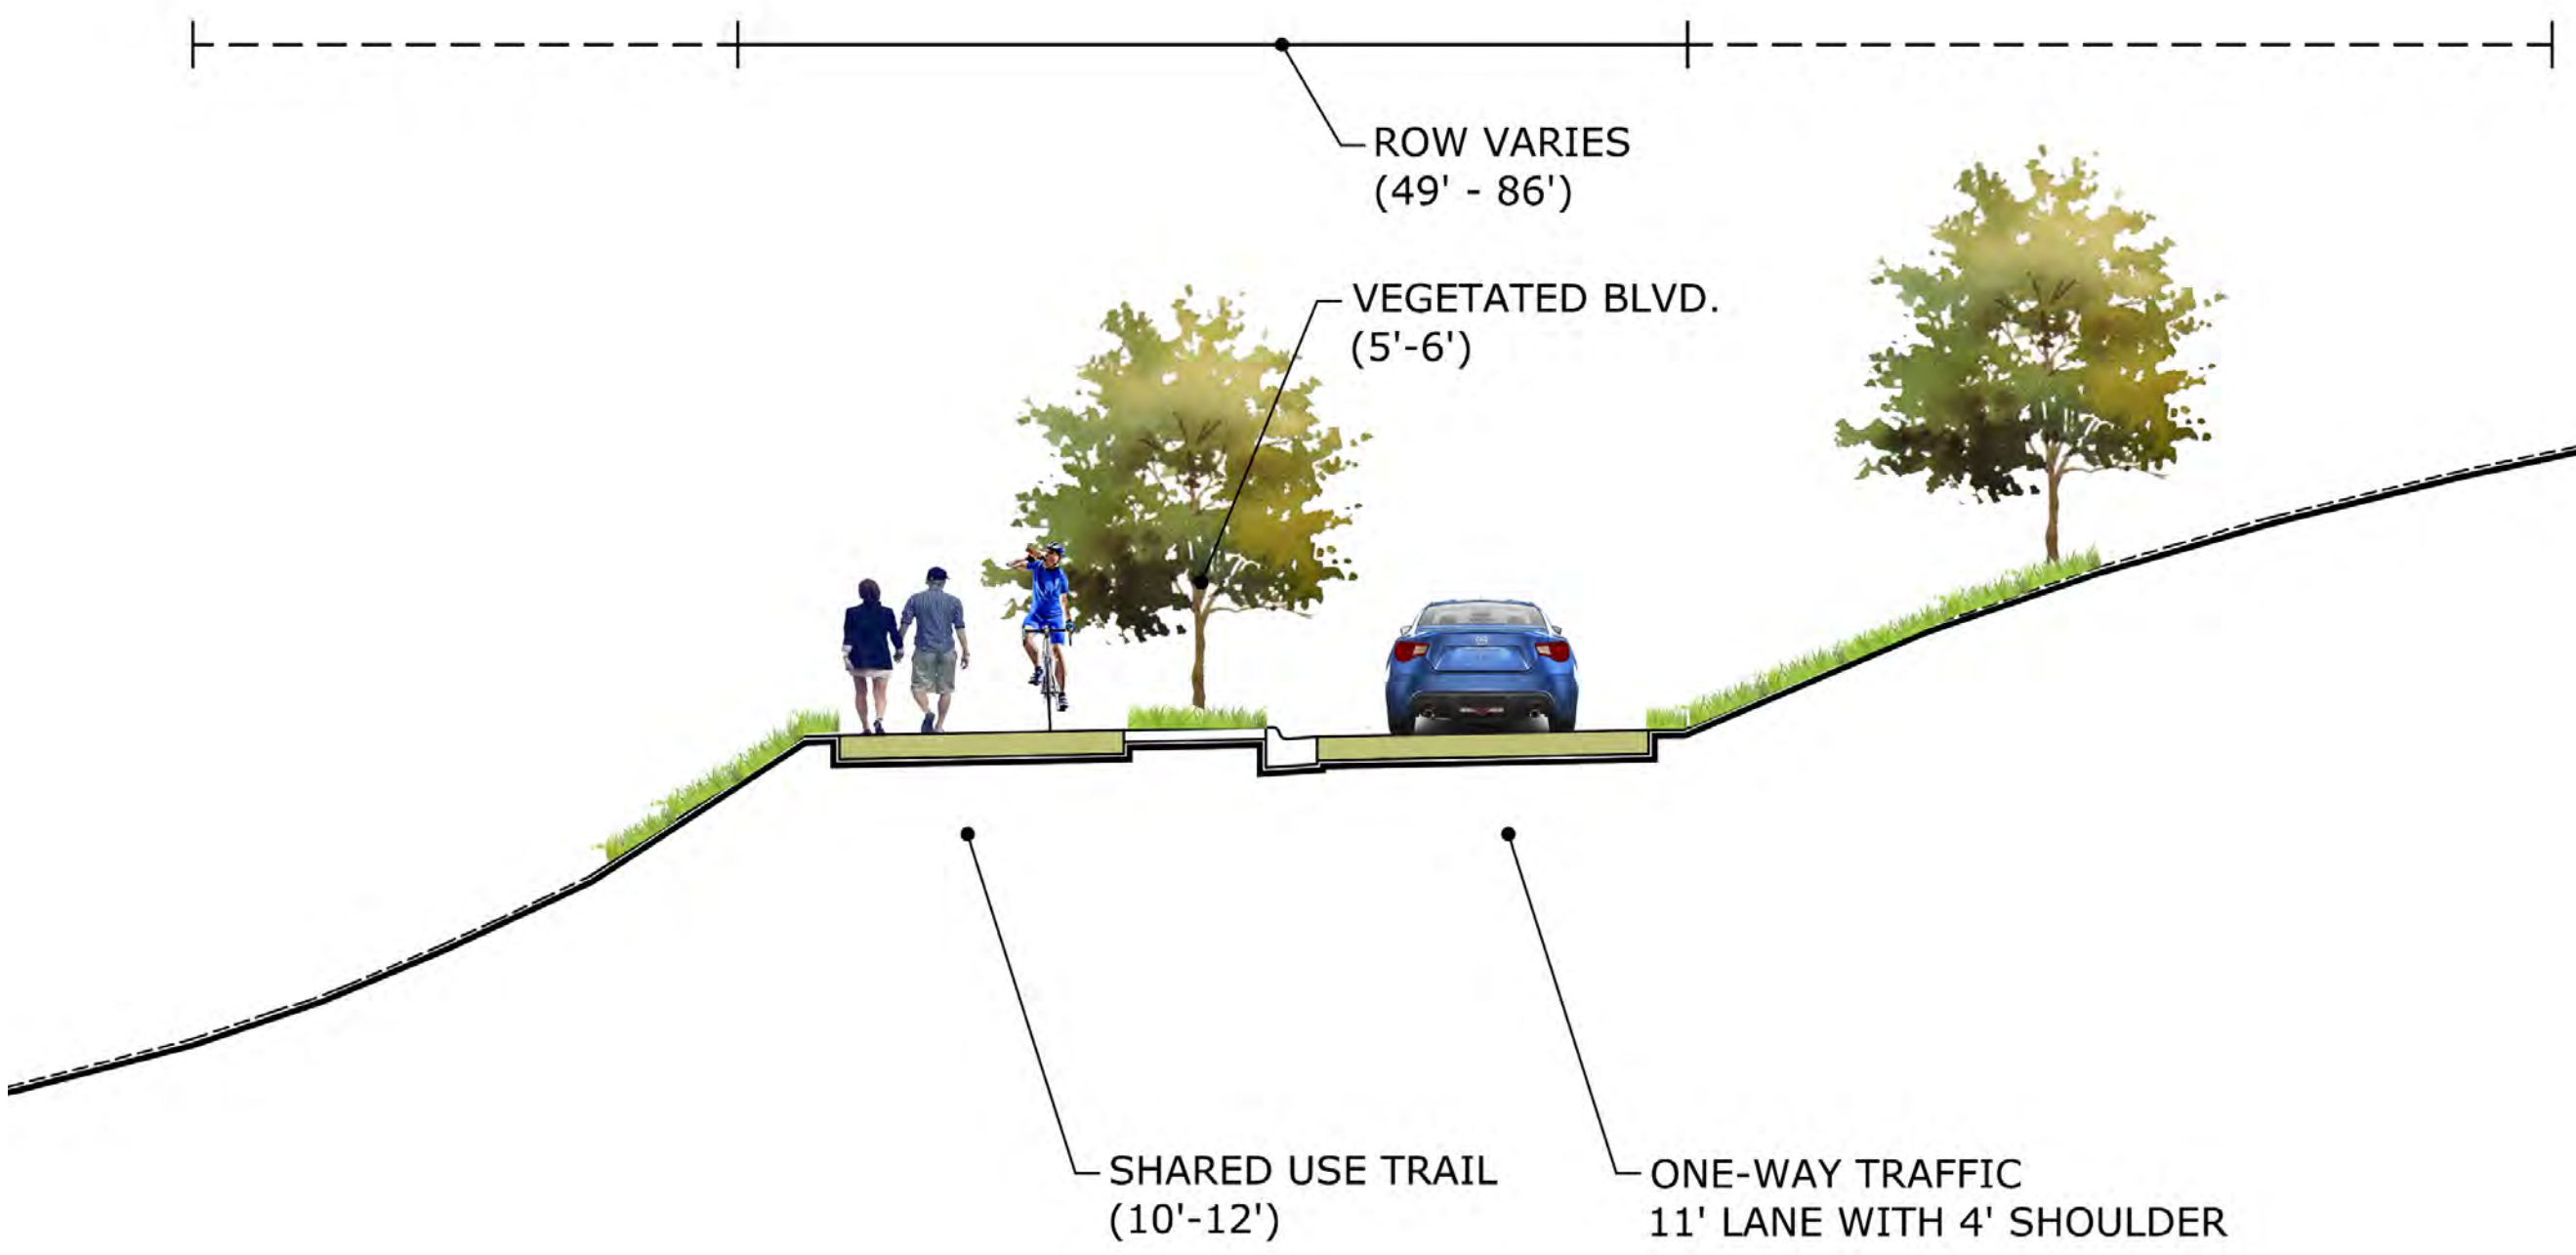 ROW VARIES
(49' - 86')
VEGETATED BLVD.
(5'-6')
SHARED USE TRAIL
(10'-12')
ONE-WAY TRAFFIC
11' LANE WITH 4' SHOULDER